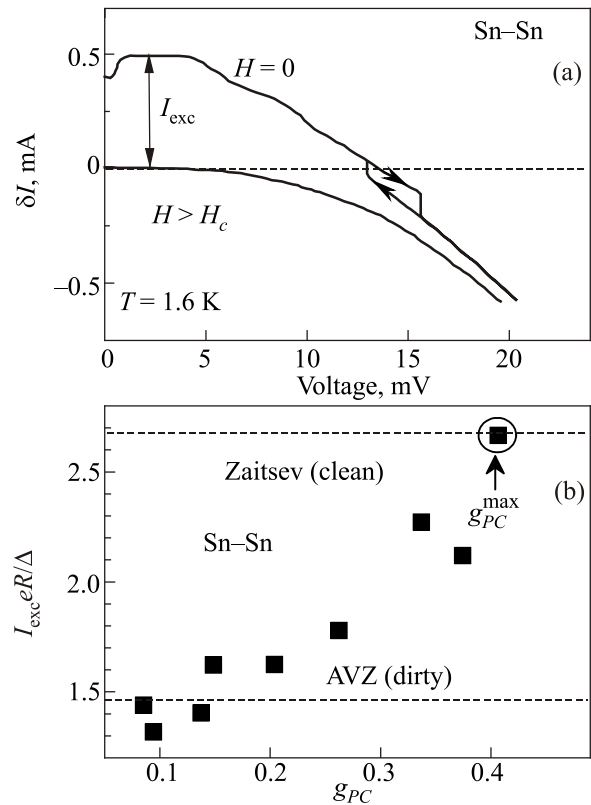 Sn–Sn
(a)
0.5
H = 0
I_exc
δI, mA
0
H > H_c
−0.5
T = 1.6 K
0 5 10 15 20
Voltage, mV
2.5
Zaitsev (clean)
(b)
g_PC^max
Sn–Sn
2.0
I_exc eR/Δ
AVZ (dirty)
1.5
0.1 0.2 0.3 0.4
g_PC